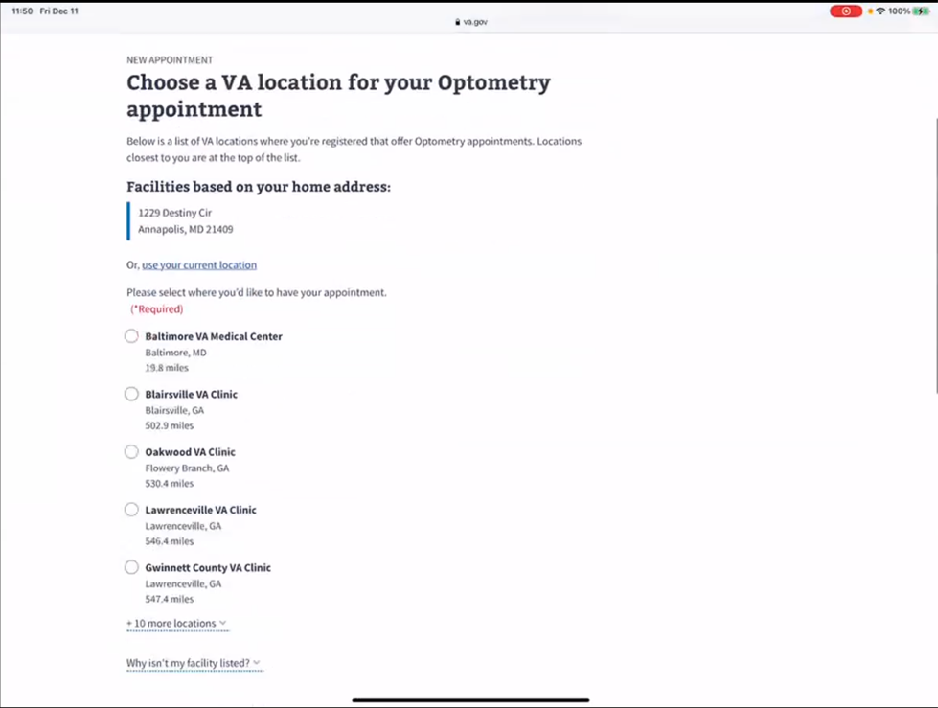 11:50 Fri Dec 11
100%
va.gov
NEW APPOINTMENT
Choose a VA location for your Optometry
appointment
Below is a list of VA locations where you're registered that offer Optometry appointments. Locations
closest to you are at the top of the list.
Facilities based on your home address:
1229 Destiny Cir
Annapolis, MD 21409
Or, use your current location
Please select where you'd like to have your appointment.
(*Required)
Baltimore VA Medical Center
Baltimore, MD
19.8 miles
Blairsville VA Clinic
Blairsville, GA
502.9 miles
Oakwood VA Clinic
Flowery Branch, GA
530.4 miles
Lawrenceville VA Clinic
Lawrenceville, GA
546.4 miles
Gwinnett County VA Clinic
Lawrenceville, GA
547.4 miles
+ 10 more locations
Why isn't my facility listed?